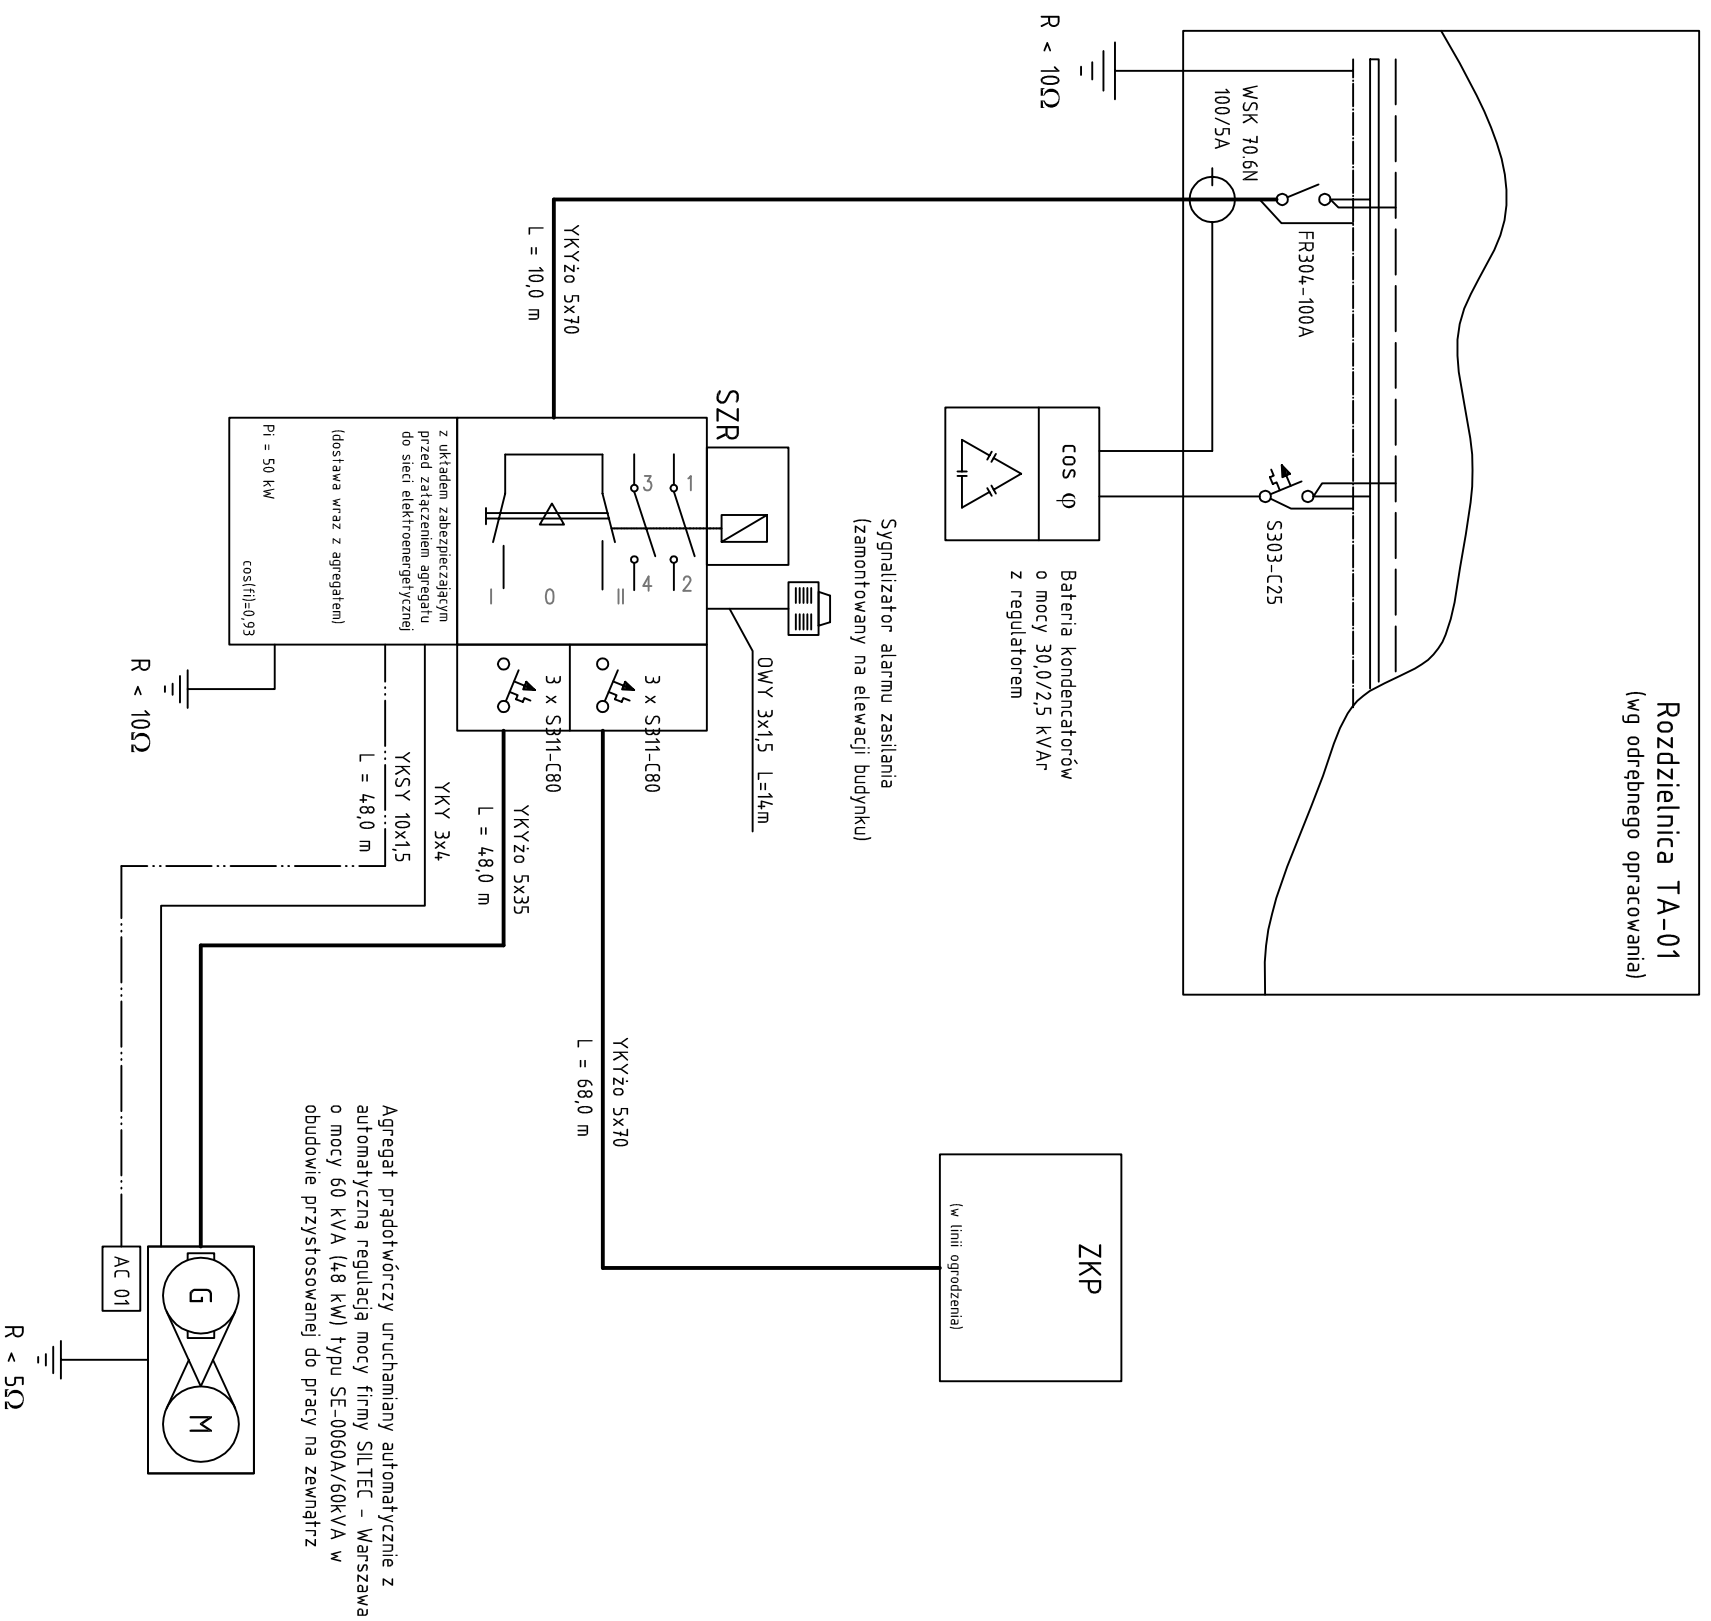 Rozdzielnica TA-01
(wg odrębnego opracowania)
R < 10Ω
WSK 70.6N
100/5A
FR304-100A
S303-C25
cos φ
Bateria kondencatorów
o mocy 30,0/2,5 kVAr
z regulatorem
Sygnalizator alarmu zasilania
(zamontowany na elewacji budynku)
OWY 3x1,5 L=14m
YKYżo 5x70
L = 10,0 m
SZR
1
2
3
4
I
0
II
z układem zabezpieczającym
przed załączeniem agregatu
do sieci elektroenergetycznej
(dostawa wraz z agregatem)
Pi = 50 kW
cos(fi)=0,93
3 x S311-C80
3 x S311-C80
R < 10Ω
YKYżo 5x70
L = 68,0 m
YKYżo 5x35
L = 48,0 m
YKY 3x4
YKSY 10x1,5
L = 48,0 m
ZKP
(w linii ogrodzenia)
Agregat prądotwórczy uruchamiany automatycznie z
automatyczną regulacją mocy firmy SILTEC - Warszawa
o mocy 60 kVA (48 kW) typu SE-0060A/60kVA w
obudowie przystosowanej do pracy na zewnątrz
G
M
AC 01
R < 5Ω